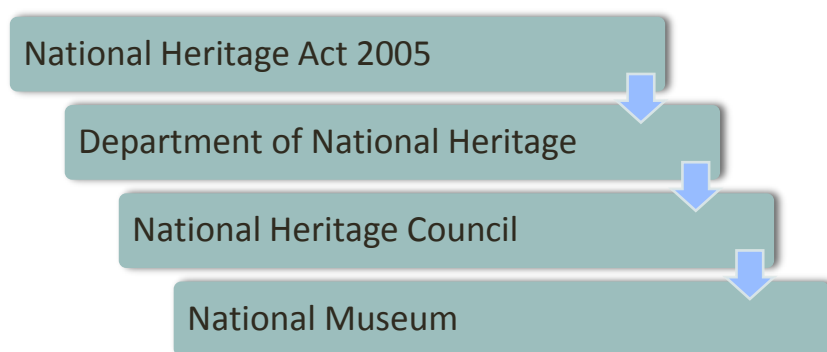 National Heritage Act 2005
Department of National Heritage
National Heritage Council
National Museum